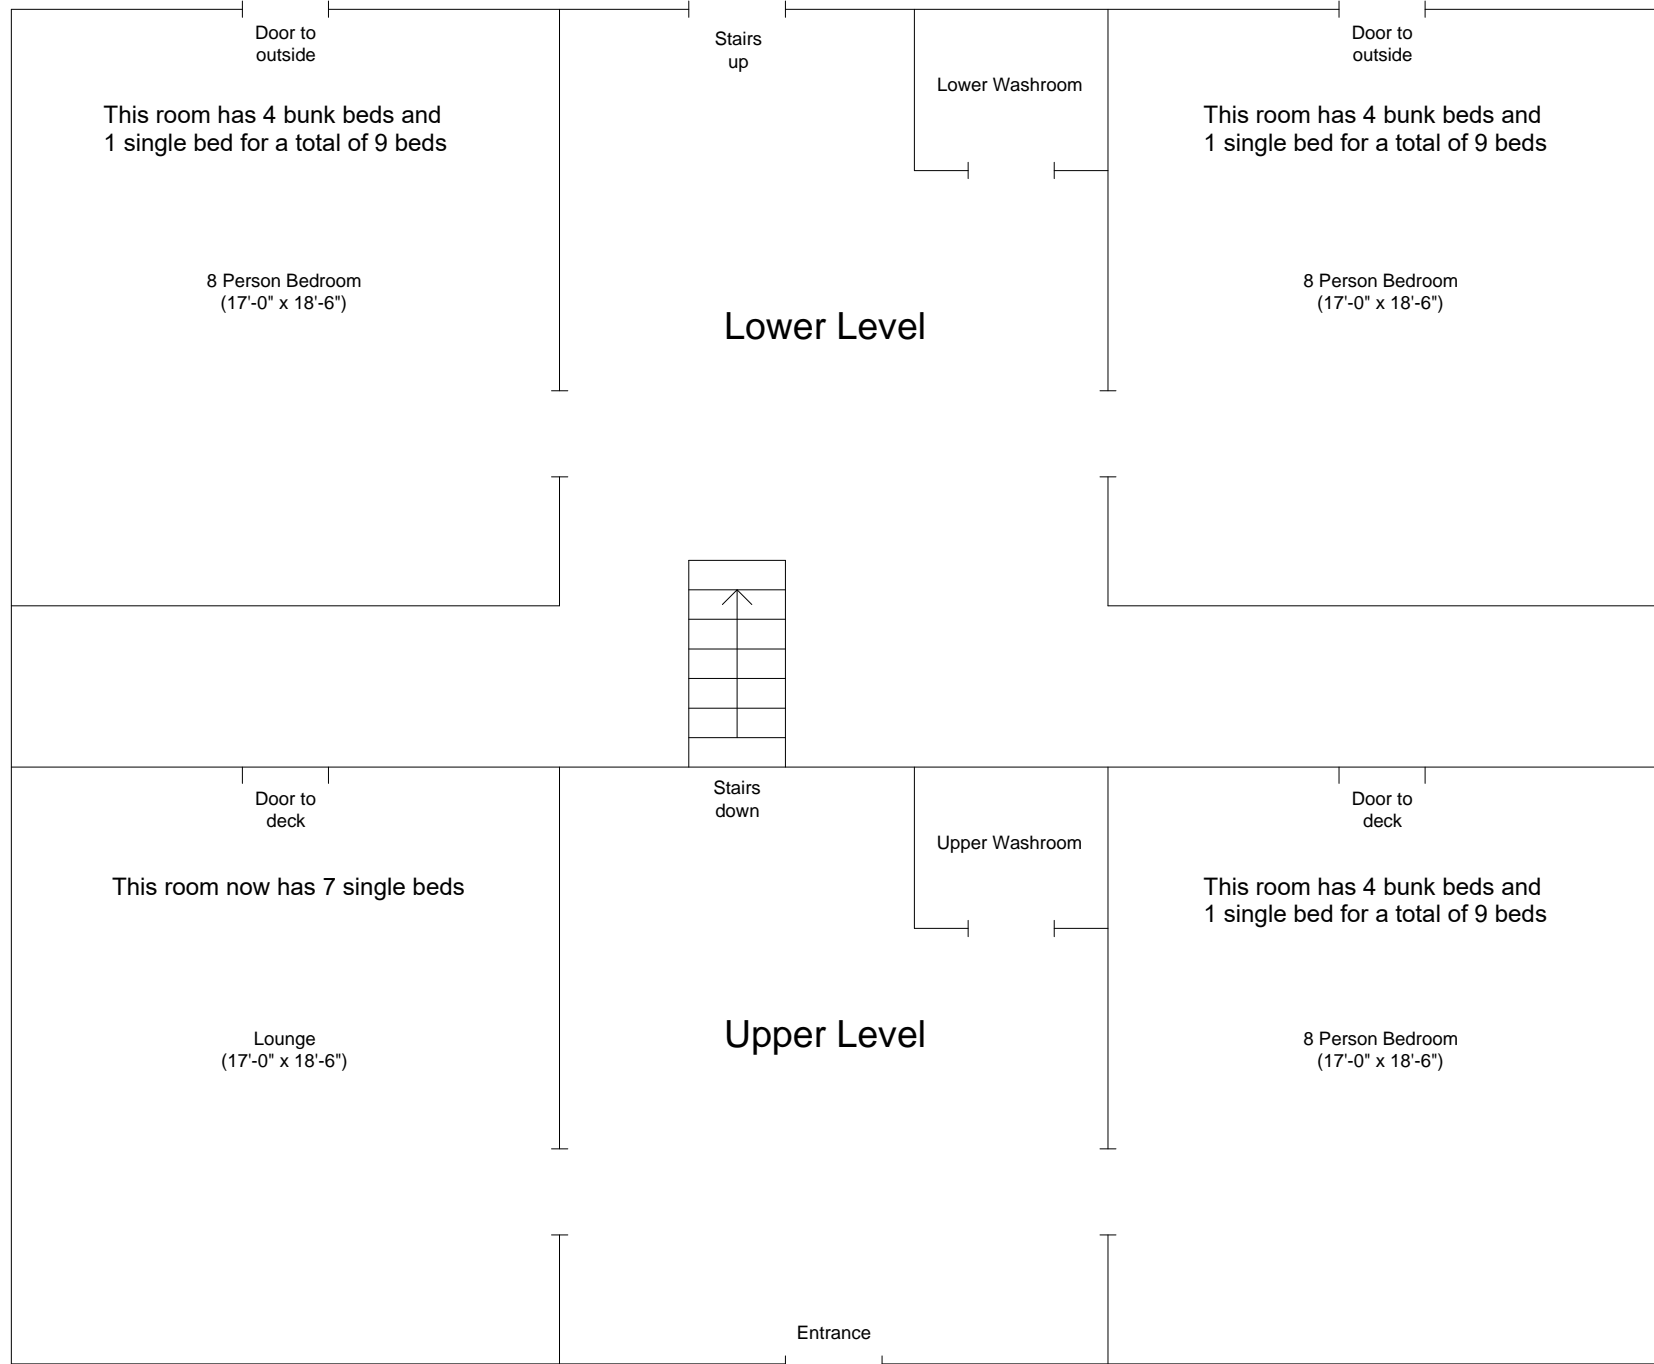 Door to
outside
Stairs
up
Lower Washroom
Door to
outside
This room has 4 bunk beds and
1 single bed for a total of 9 beds
This room has 4 bunk beds and
1 single bed for a total of 9 beds
8 Person Bedroom
(17'-0" x 18'-6")
8 Person Bedroom
(17'-0" x 18'-6")
Lower Level
Door to
deck
Stairs
down
Upper Washroom
Door to
deck
This room now has 7 single beds
This room has 4 bunk beds and
1 single bed for a total of 9 beds
Lounge
(17'-0" x 18'-6")
Upper Level
8 Person Bedroom
(17'-0" x 18'-6")
Entrance